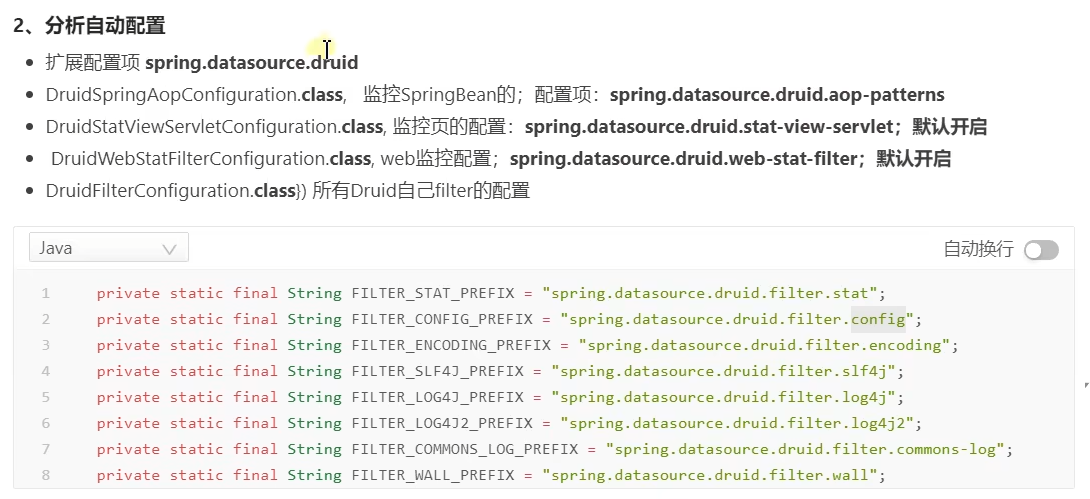 2、分析自动配置
扩展配置项 spring.datasource.druid
DruidSpringAopConfiguration.class, 监控SpringBean的；配置项：spring.datasource.druid.aop-patterns
DruidStatViewServletConfiguration.class, 监控页的配置：spring.datasource.druid.stat-view-servlet；默认开启
DruidWebStatFilterConfiguration.class, web监控配置；spring.datasource.druid.web-stat-filter；默认开启
DruidFilterConfiguration.class}) 所有Druid自己filter的配置
Java 自动换行
1 private static final String FILTER_STAT_PREFIX = "spring.datasource.druid.filter.stat";
2 private static final String FILTER_CONFIG_PREFIX = "spring.datasource.druid.filter.config";
3 private static final String FILTER_ENCODING_PREFIX = "spring.datasource.druid.filter.encoding";
4 private static final String FILTER_SLF4J_PREFIX = "spring.datasource.druid.filter.slf4j";
5 private static final String FILTER_LOG4J_PREFIX = "spring.datasource.druid.filter.log4j";
6 private static final String FILTER_LOG4J2_PREFIX = "spring.datasource.druid.filter.log4j2";
7 private static final String FILTER_COMMONS_LOG_PREFIX = "spring.datasource.druid.filter.commons-log";
8 private static final String FILTER_WALL_PREFIX = "spring.datasource.druid.filter.wall";